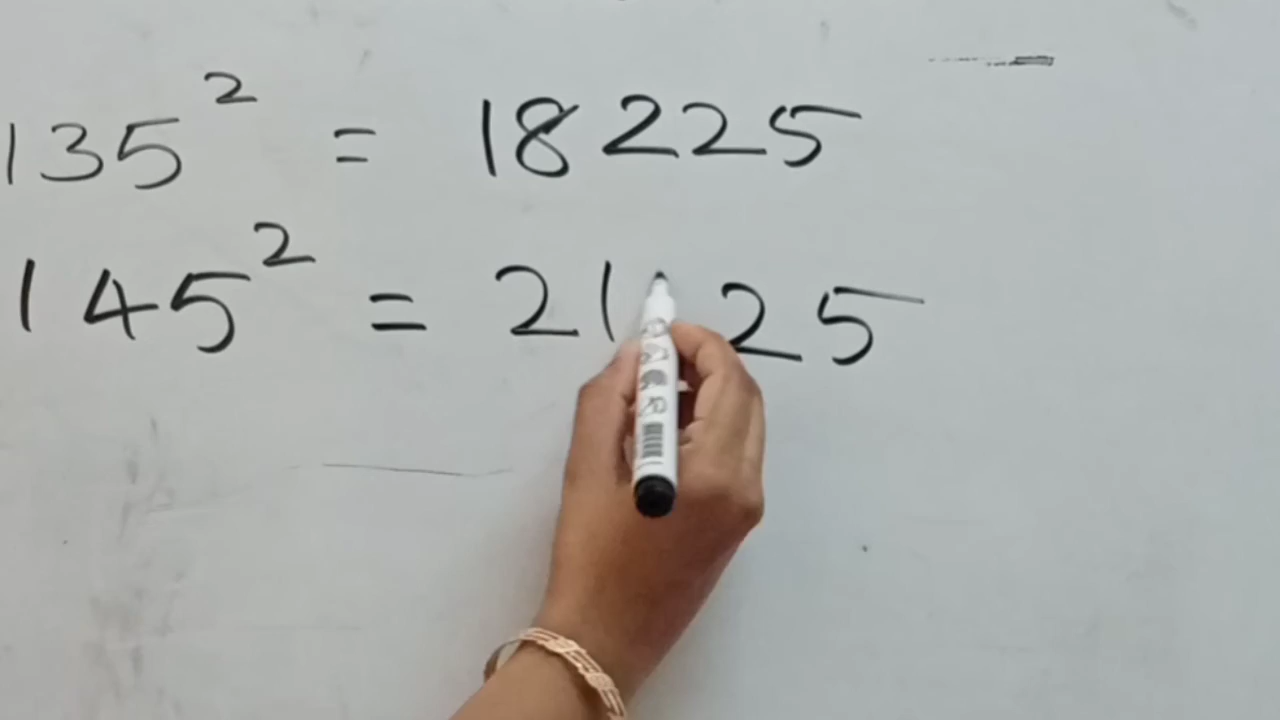 135² = 18225
145² = 21 25